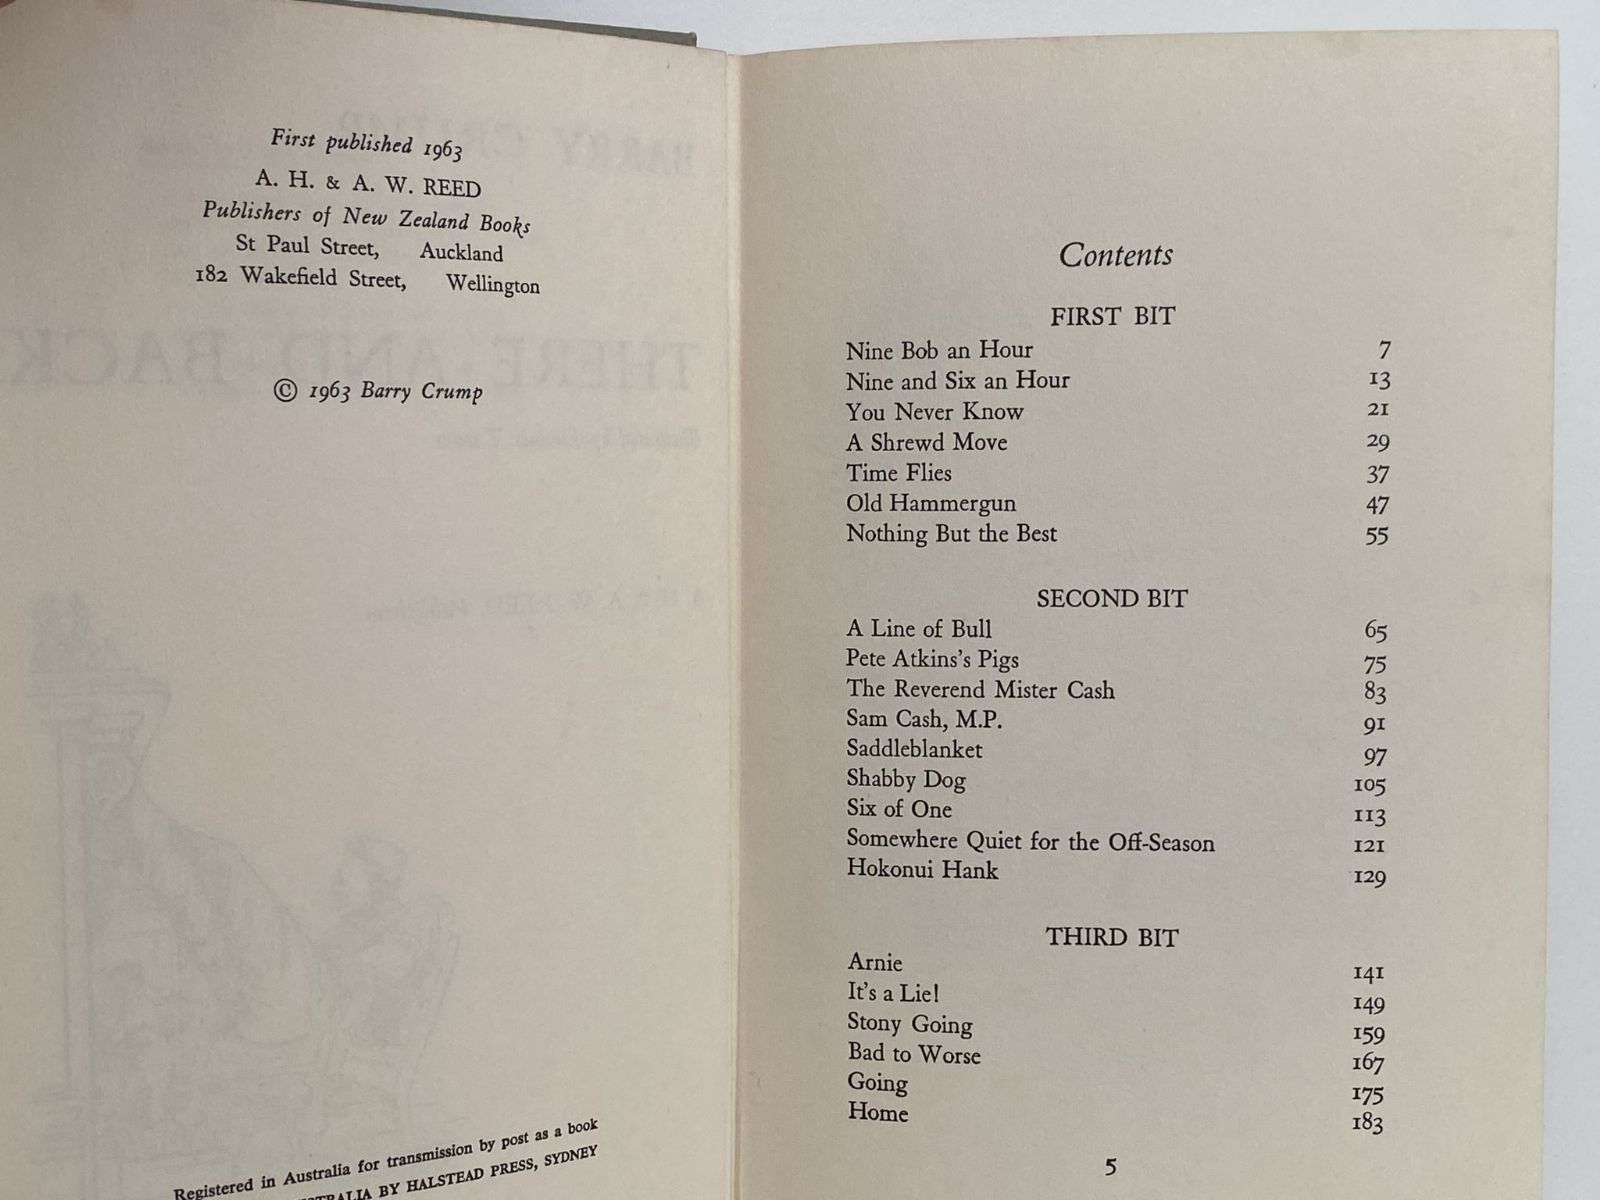 First published 1963
A. H. & A. W. REED
Publishers of New Zealand Books
St Paul Street, Auckland
182 Wakefield Street, Wellington
© 1963 Barry Crump
Registered in Australia for transmission by post as a book
BY HALSTEAD PRESS, SYDNEY
Contents
FIRST BIT
Nine Bob an Hour 7
Nine and Six an Hour 13
You Never Know 21
A Shrewd Move 29
Time Flies 37
Old Hammergun 47
Nothing But the Best 55
SECOND BIT
A Line of Bull 65
Pete Atkins's Pigs 75
The Reverend Mister Cash 83
Sam Cash, M.P. 91
Saddleblanket 97
Shabby Dog 105
Six of One 113
Somewhere Quiet for the Off-Season 121
Hokonui Hank 129
THIRD BIT
Arnie 141
It's a Lie! 149
Stony Going 159
Bad to Worse 167
Going 175
Home 183
5